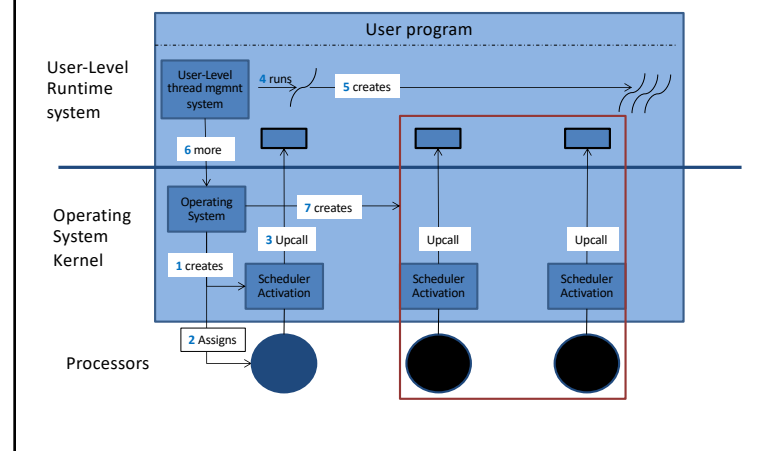 User program
User-Level
Runtime
system
User-Level
thread mgmnt
system
4 runs
5 creates
6 more
Operating
System
Kernel
Operating
System
7 creates
3 Upcall
Upcall
Upcall
1 creates
Scheduler
Activation
Scheduler
Activation
Scheduler
Activation
2 Assigns
Processors